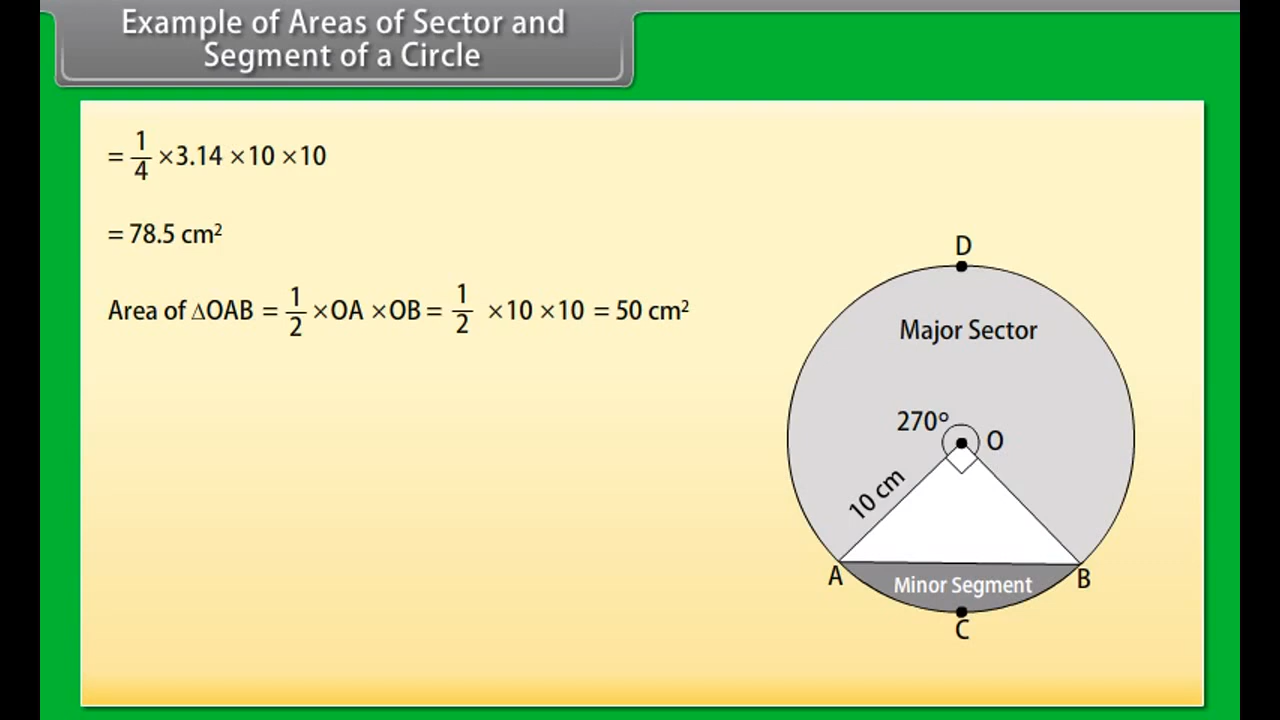 Example of Areas of Sector and
Segment of a Circle
= 1/4 ×3.14 ×10 ×10
= 78.5 cm²
Area of ∆OAB = 1/2 ×OA ×OB = 1/2 ×10 ×10 = 50 cm²
D
Major Sector
270°
O
10 cm
A
B
Minor Segment
C